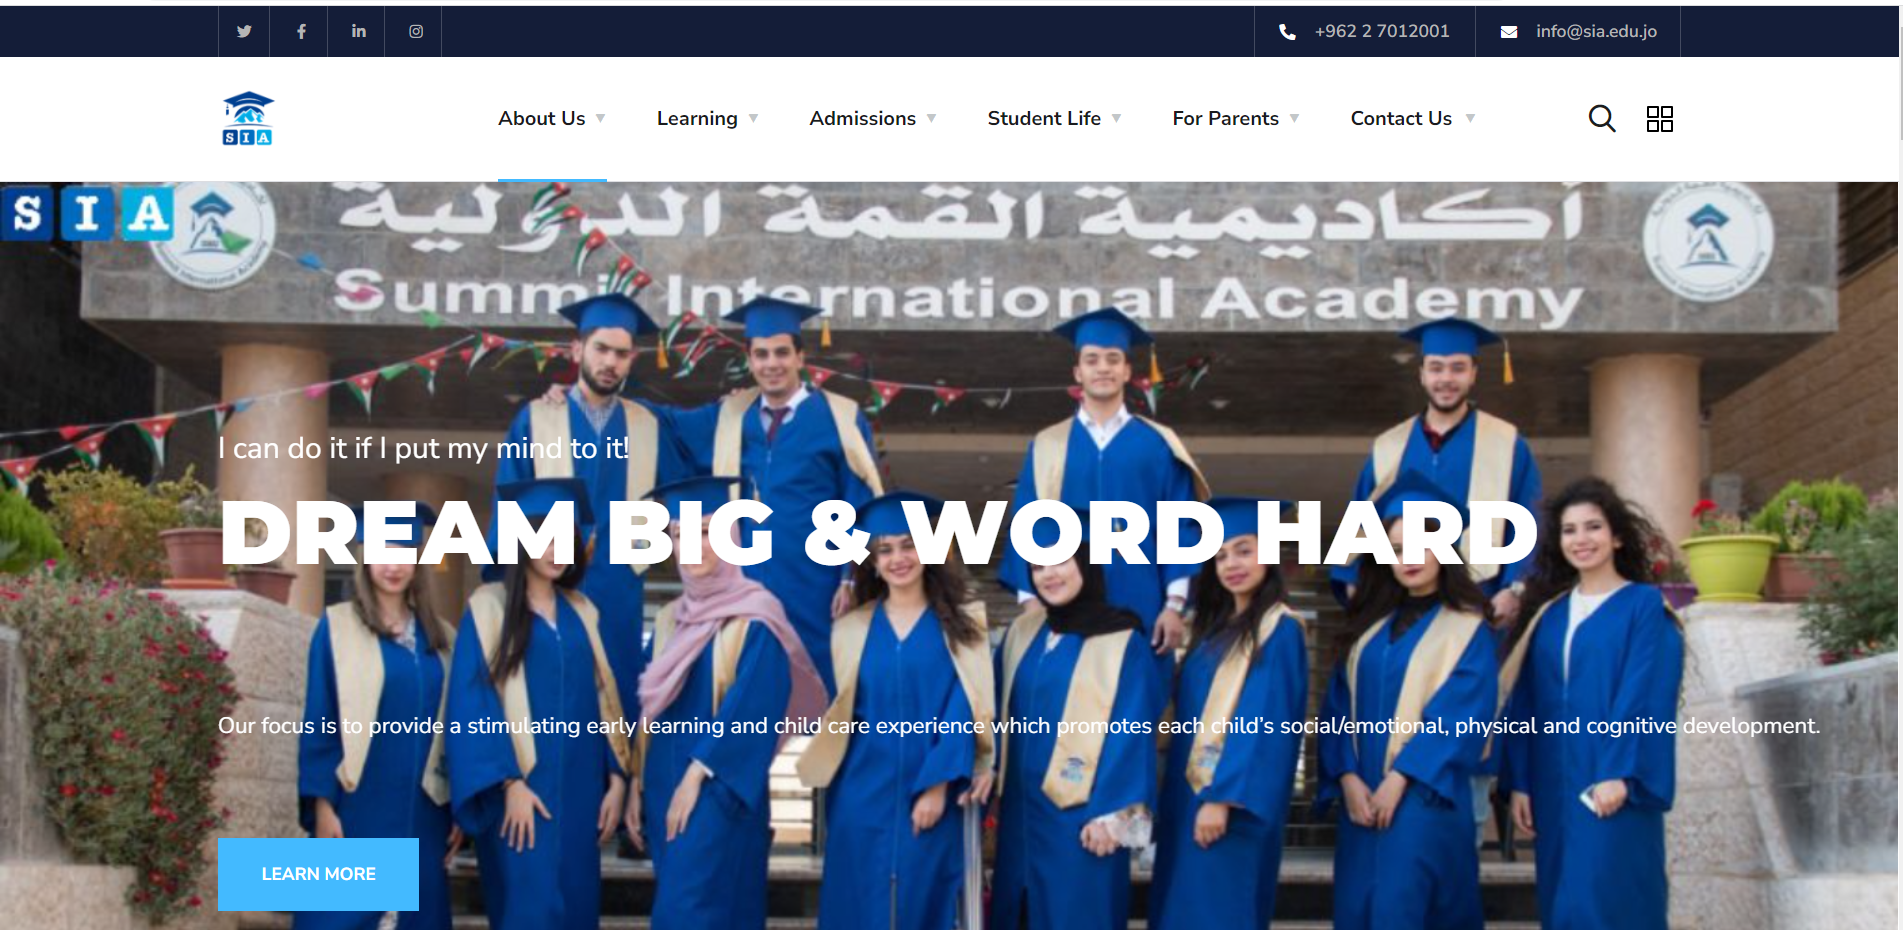 +962 2 7012001
info@sia.edu.jo
SIA
About Us
Learning
Admissions
Student Life
For Parents
Contact Us
SIA
أكاديمية القمة الدولية
Summit International Academy
I can do it if I put my mind to it!
DREAM BIG & WORD HARD
Our focus is to provide a stimulating early learning and child care experience which promotes each child's social/emotional, physical and cognitive development.
LEARN MORE